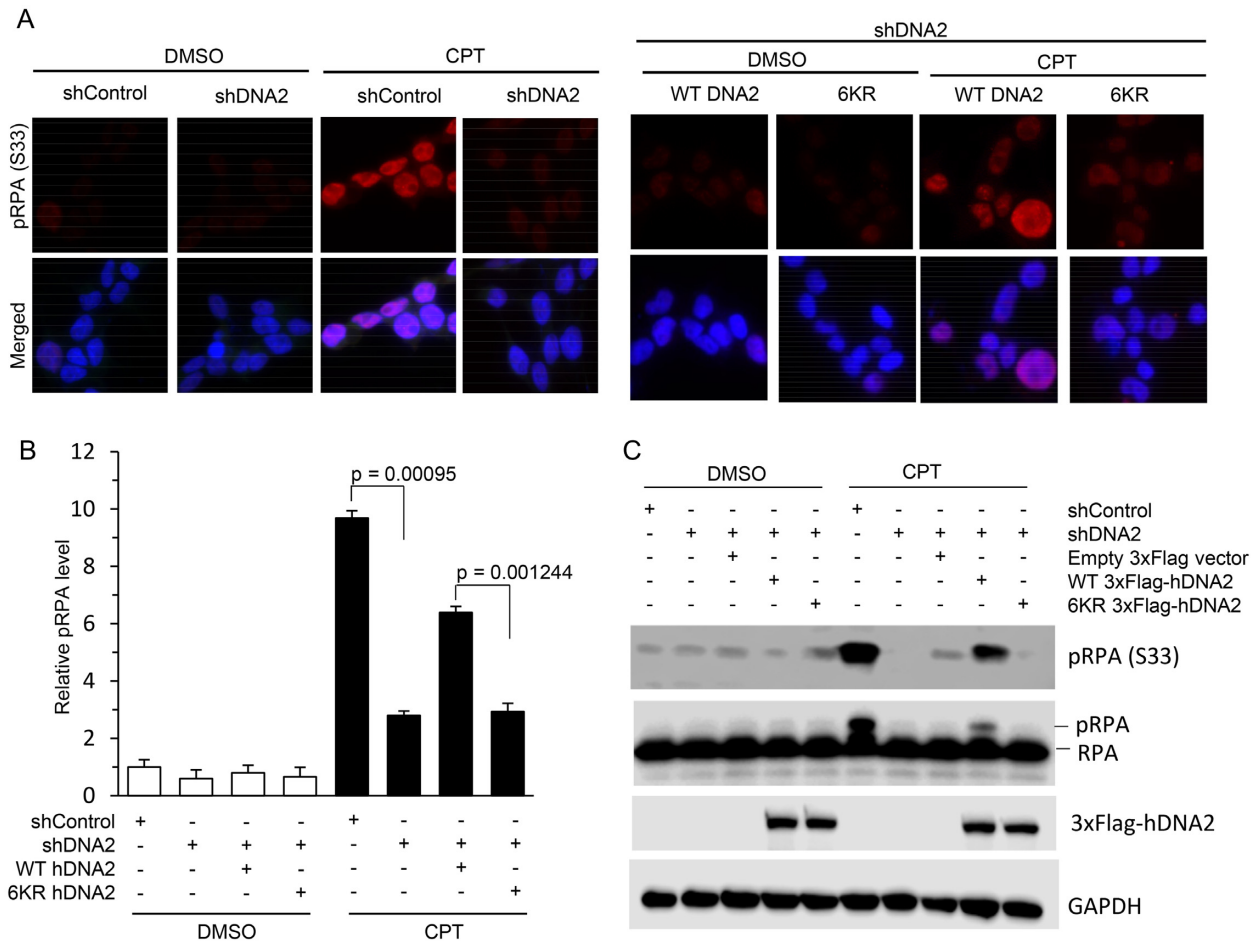 A
DMSO
CPT
shControl
shDNA2
shControl
shDNA2
shDNA2
DMSO
CPT
WT DNA2
6KR
WT DNA2
6KR
pRPA (S33)
Merged
B
12
10
8
6
4
2
0
Relative pRPA level
p = 0.00095
p = 0.001244
shControl + - - - + - - -
shDNA2 - + + + - + + +
WT hDNA2 - - + - - - + -
6KR hDNA2 - - - + - - - +
DMSO
CPT
C
DMSO
CPT
+ - - - - + - - - - shControl
- + + + + - + + + + shDNA2
- - + - - - - + - - Empty 3xFlag vector
- - - + - - - - + - WT 3xFlag-hDNA2
- - - - + - - - - + 6KR 3xFlag-hDNA2
pRPA (S33)
pRPA
RPA
3xFlag-hDNA2
GAPDH